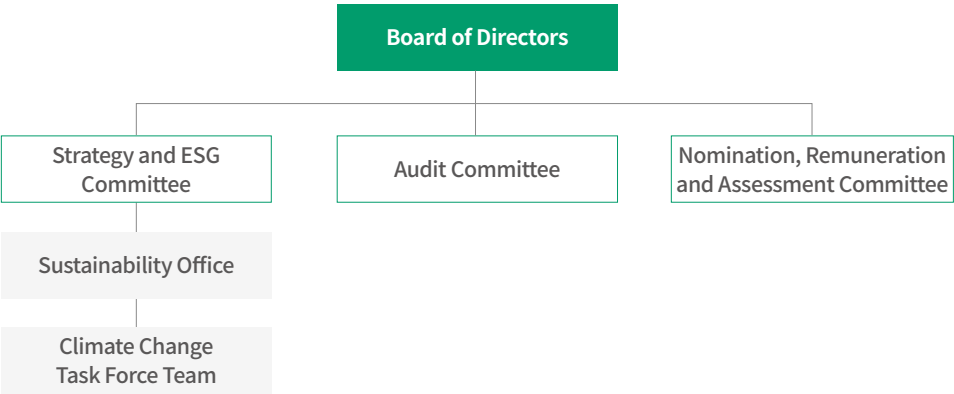 Board of Directors
Strategy and ESG
Committee
Audit Committee
Nomination, Remuneration
and Assessment Committee
Sustainability Office
Climate Change
Task Force Team